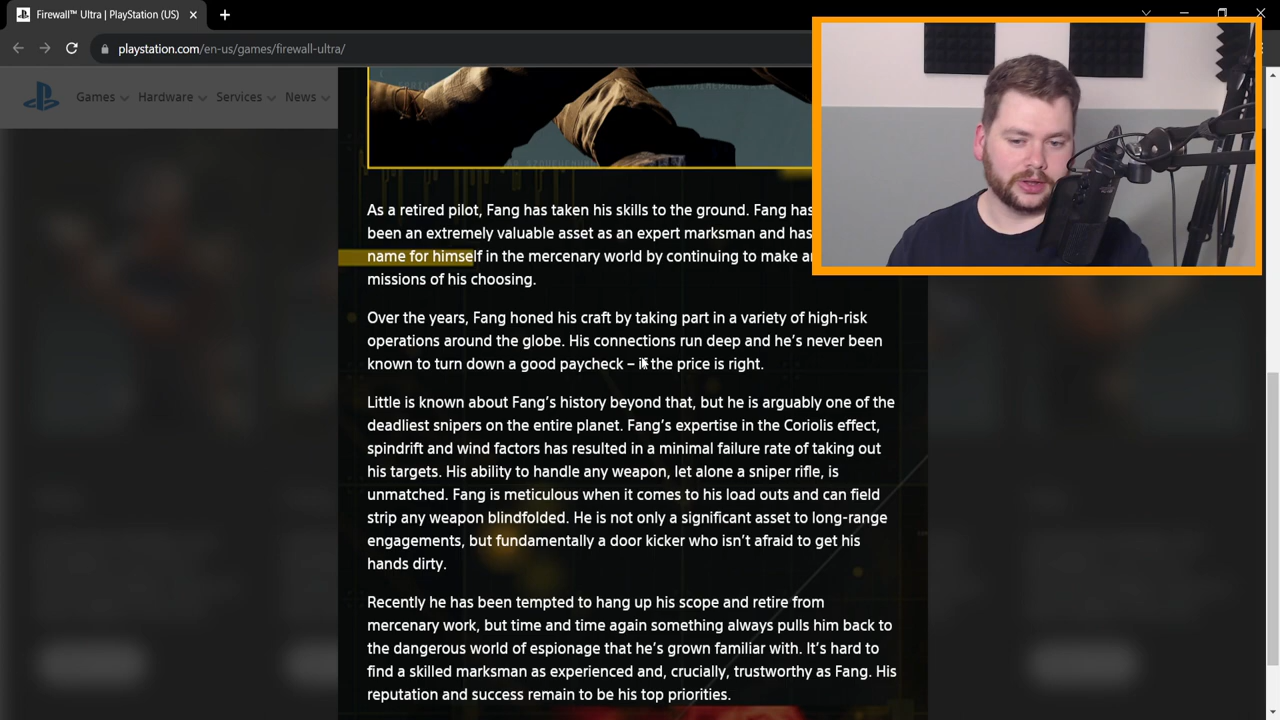 Firewall™ Ultra | PlayStation (US)
playstation.com/en-us/games/firewall-ultra/
Games Hardware Services News
As a retired pilot, Fang has taken his skills to the ground. Fang has
been an extremely valuable asset as an expert marksman and has
name for himself in the mercenary world by continuing to make
missions of his choosing.
Over the years, Fang honed his craft by taking part in a variety of high-risk
operations around the globe. His connections run deep and he's never been
known to turn down a good paycheck – if the price is right.
Little is known about Fang's history beyond that, but he is arguably one of the
deadliest snipers on the entire planet. Fang's expertise in the Coriolis effect,
spindrift and wind factors has resulted in a minimal failure rate of taking out
his targets. His ability to handle any weapon, let alone a sniper rifle, is
unmatched. Fang is meticulous when it comes to his load outs and can field
strip any weapon blindfolded. He is not only a significant asset to long-range
engagements, but fundamentally a door kicker who isn't afraid to get his
hands dirty.
Recently he has been tempted to hang up his scope and retire from
mercenary work, but time and time again something always pulls him back to
the dangerous world of espionage that he's grown familiar with. It's hard to
find a skilled marksman as experienced and, crucially, trustworthy as Fang. His
reputation and success remain to be his top priorities.